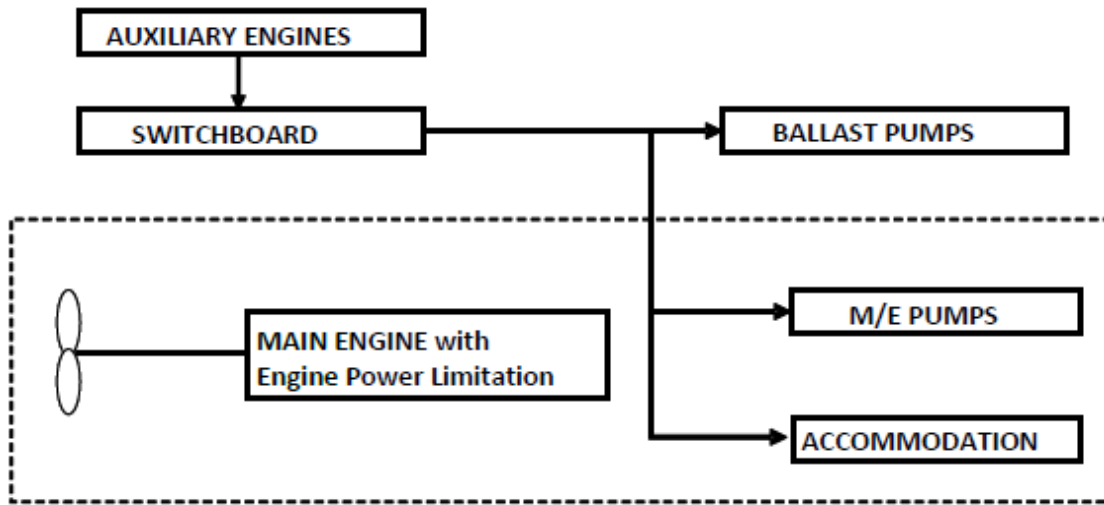 AUXILIARY ENGINES
SWITCHBOARD
BALLAST PUMPS
MAIN ENGINE with
Engine Power Limitation
M/E PUMPS
ACCOMMODATION